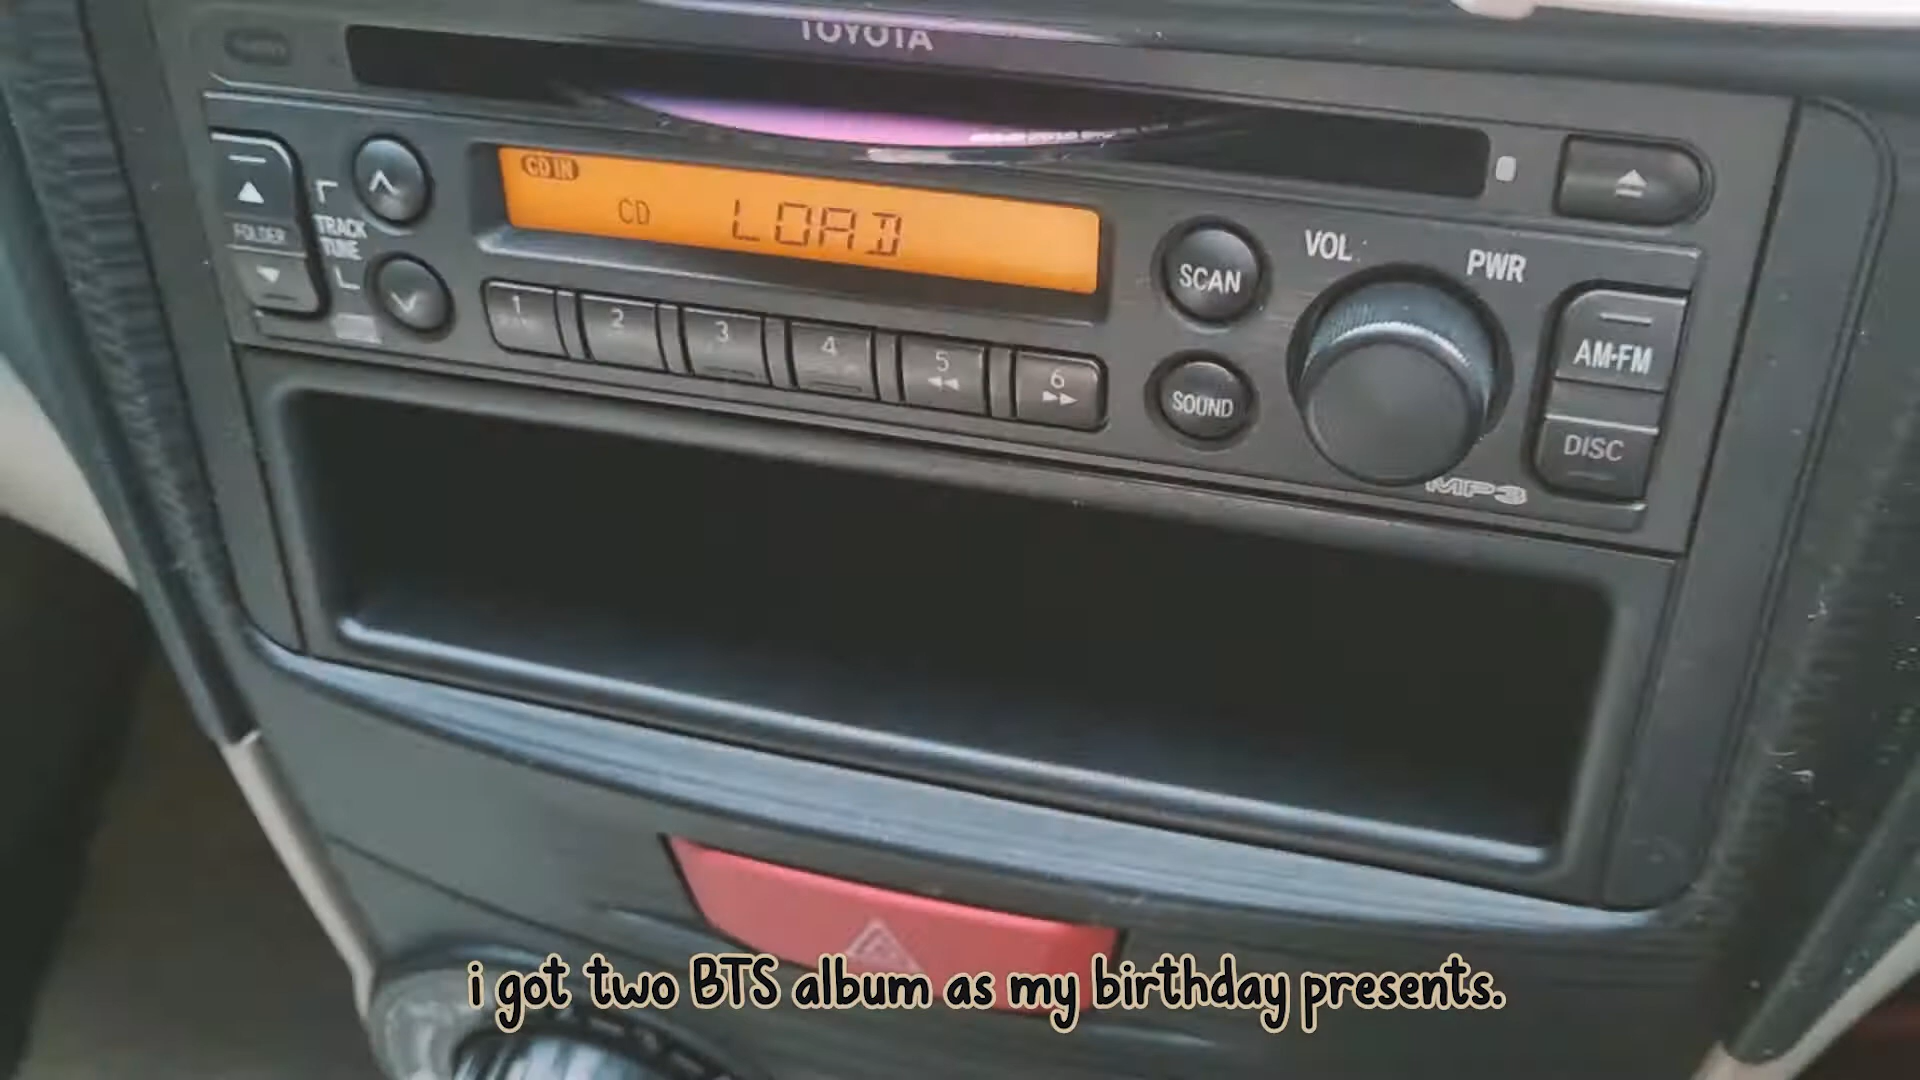 TOYOTA
CD IN
CD LOAD
FOLDER
TRACK
TUNE
1
2
3
4
5
6
SCAN
SOUND
VOL
PWR
AM•FM
DISC
MP3
i got two BTS album as my birthday presents.